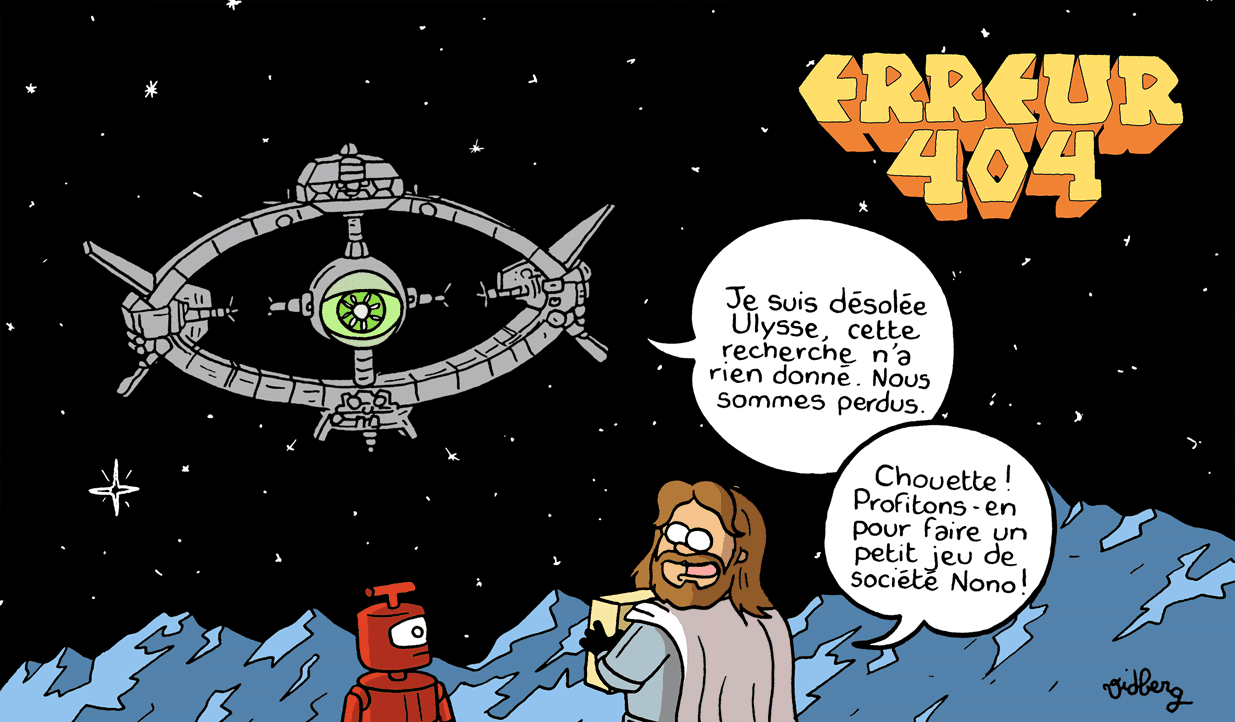 ERREUR
404
Je suis désolée
Ulysse, cette
recherche n'a
rien donné. Nous
sommes perdus.
Chouette !
Profitons-en
pour faire un
petit jeu de
société Nono !
vidberg